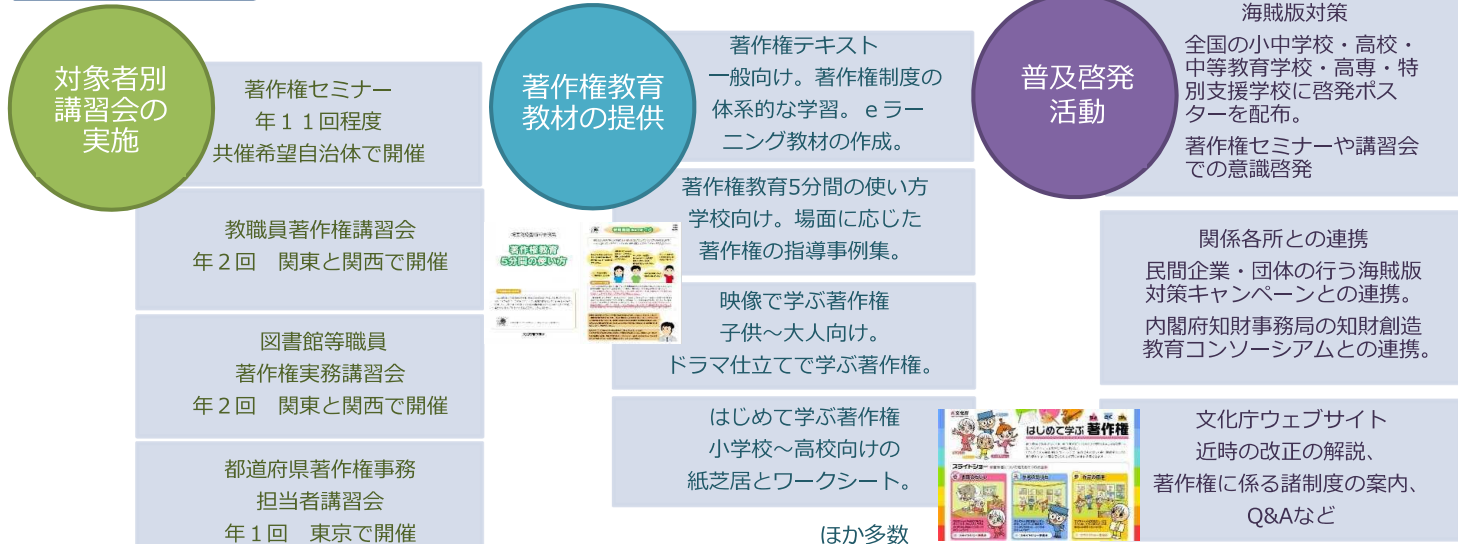 対象者別
講習会の
実施
著作権セミナー
年１１回程度
共催希望自治体で開催
教職員著作権講習会
年２回　関東と関西で開催
図書館等職員
著作権実務講習会
年２回　関東と関西で開催
都道府県著作権事務
担当者講習会
年１回　東京で開催
著作権教育
教材の提供
著作権テキスト
一般向け。著作権制度の
体系的な学習。ｅラー
ニング教材の作成。
著作権教育5分間の使い方
学校向け。場面に応じた
著作権の指導事例集。
著作権教育
5分間の使い方
映像で学ぶ著作権
子供～大人向け。
ドラマ仕立てで学ぶ著作権。
はじめて学ぶ著作権
小学校～高校向けの
紙芝居とワークシート。
ほか多数
文化庁
はじめて学ぶ 著作権
スライドショー
普及啓発
活動
海賊版対策
全国の小中学校・高校・
中等教育学校・高専・特
別支援学校に啓発ポス
ターを配布。
著作権セミナーや講習会
での意識啓発
関係各所との連携
民間企業・団体の行う海賊版
対策キャンペーンとの連携。
内閣府知財事務局の知財創造
教育コンソーシアムとの連携。
文化庁ウェブサイト
近時の改正の解説、
著作権に係る諸制度の案内、
Q&Aなど